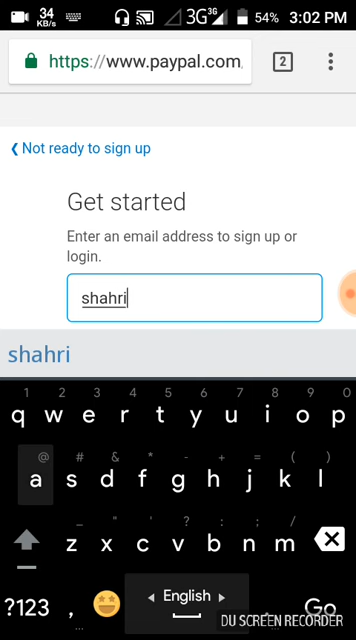 34 KB/s 3G 3G 54% 3:02 PM
https://www.paypal.com, 2
Not ready to sign up
Get started
Enter an email address to sign up or
login.
shahri
shahri
1 2 3 4 5 6 7 8 9 0
q w e r t y u i o p
@ # & * - + = ( )
a s d f g h j k l
_ " ' ? : ; /
z x c v b n m
?123 , English Go
...
DU SCREEN RECORDER